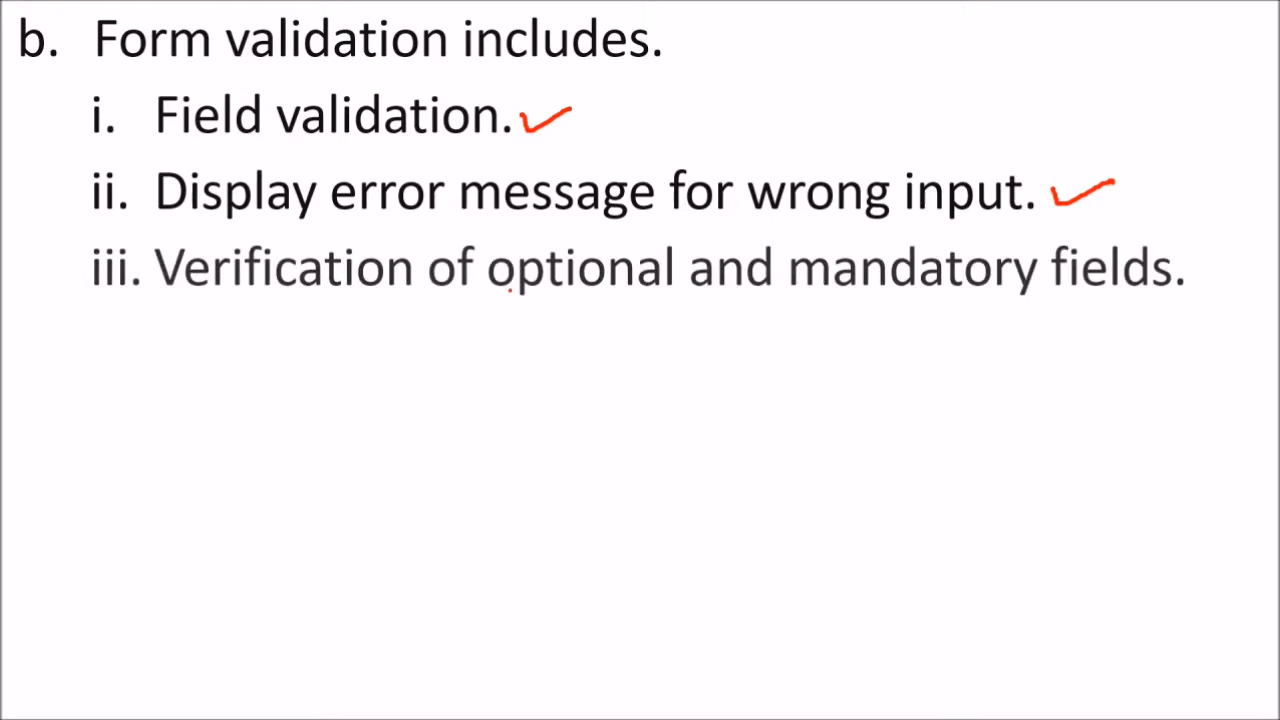 b. Form validation includes.
i. Field validation.
ii. Display error message for wrong input.
iii. Verification of optional and mandatory fields.